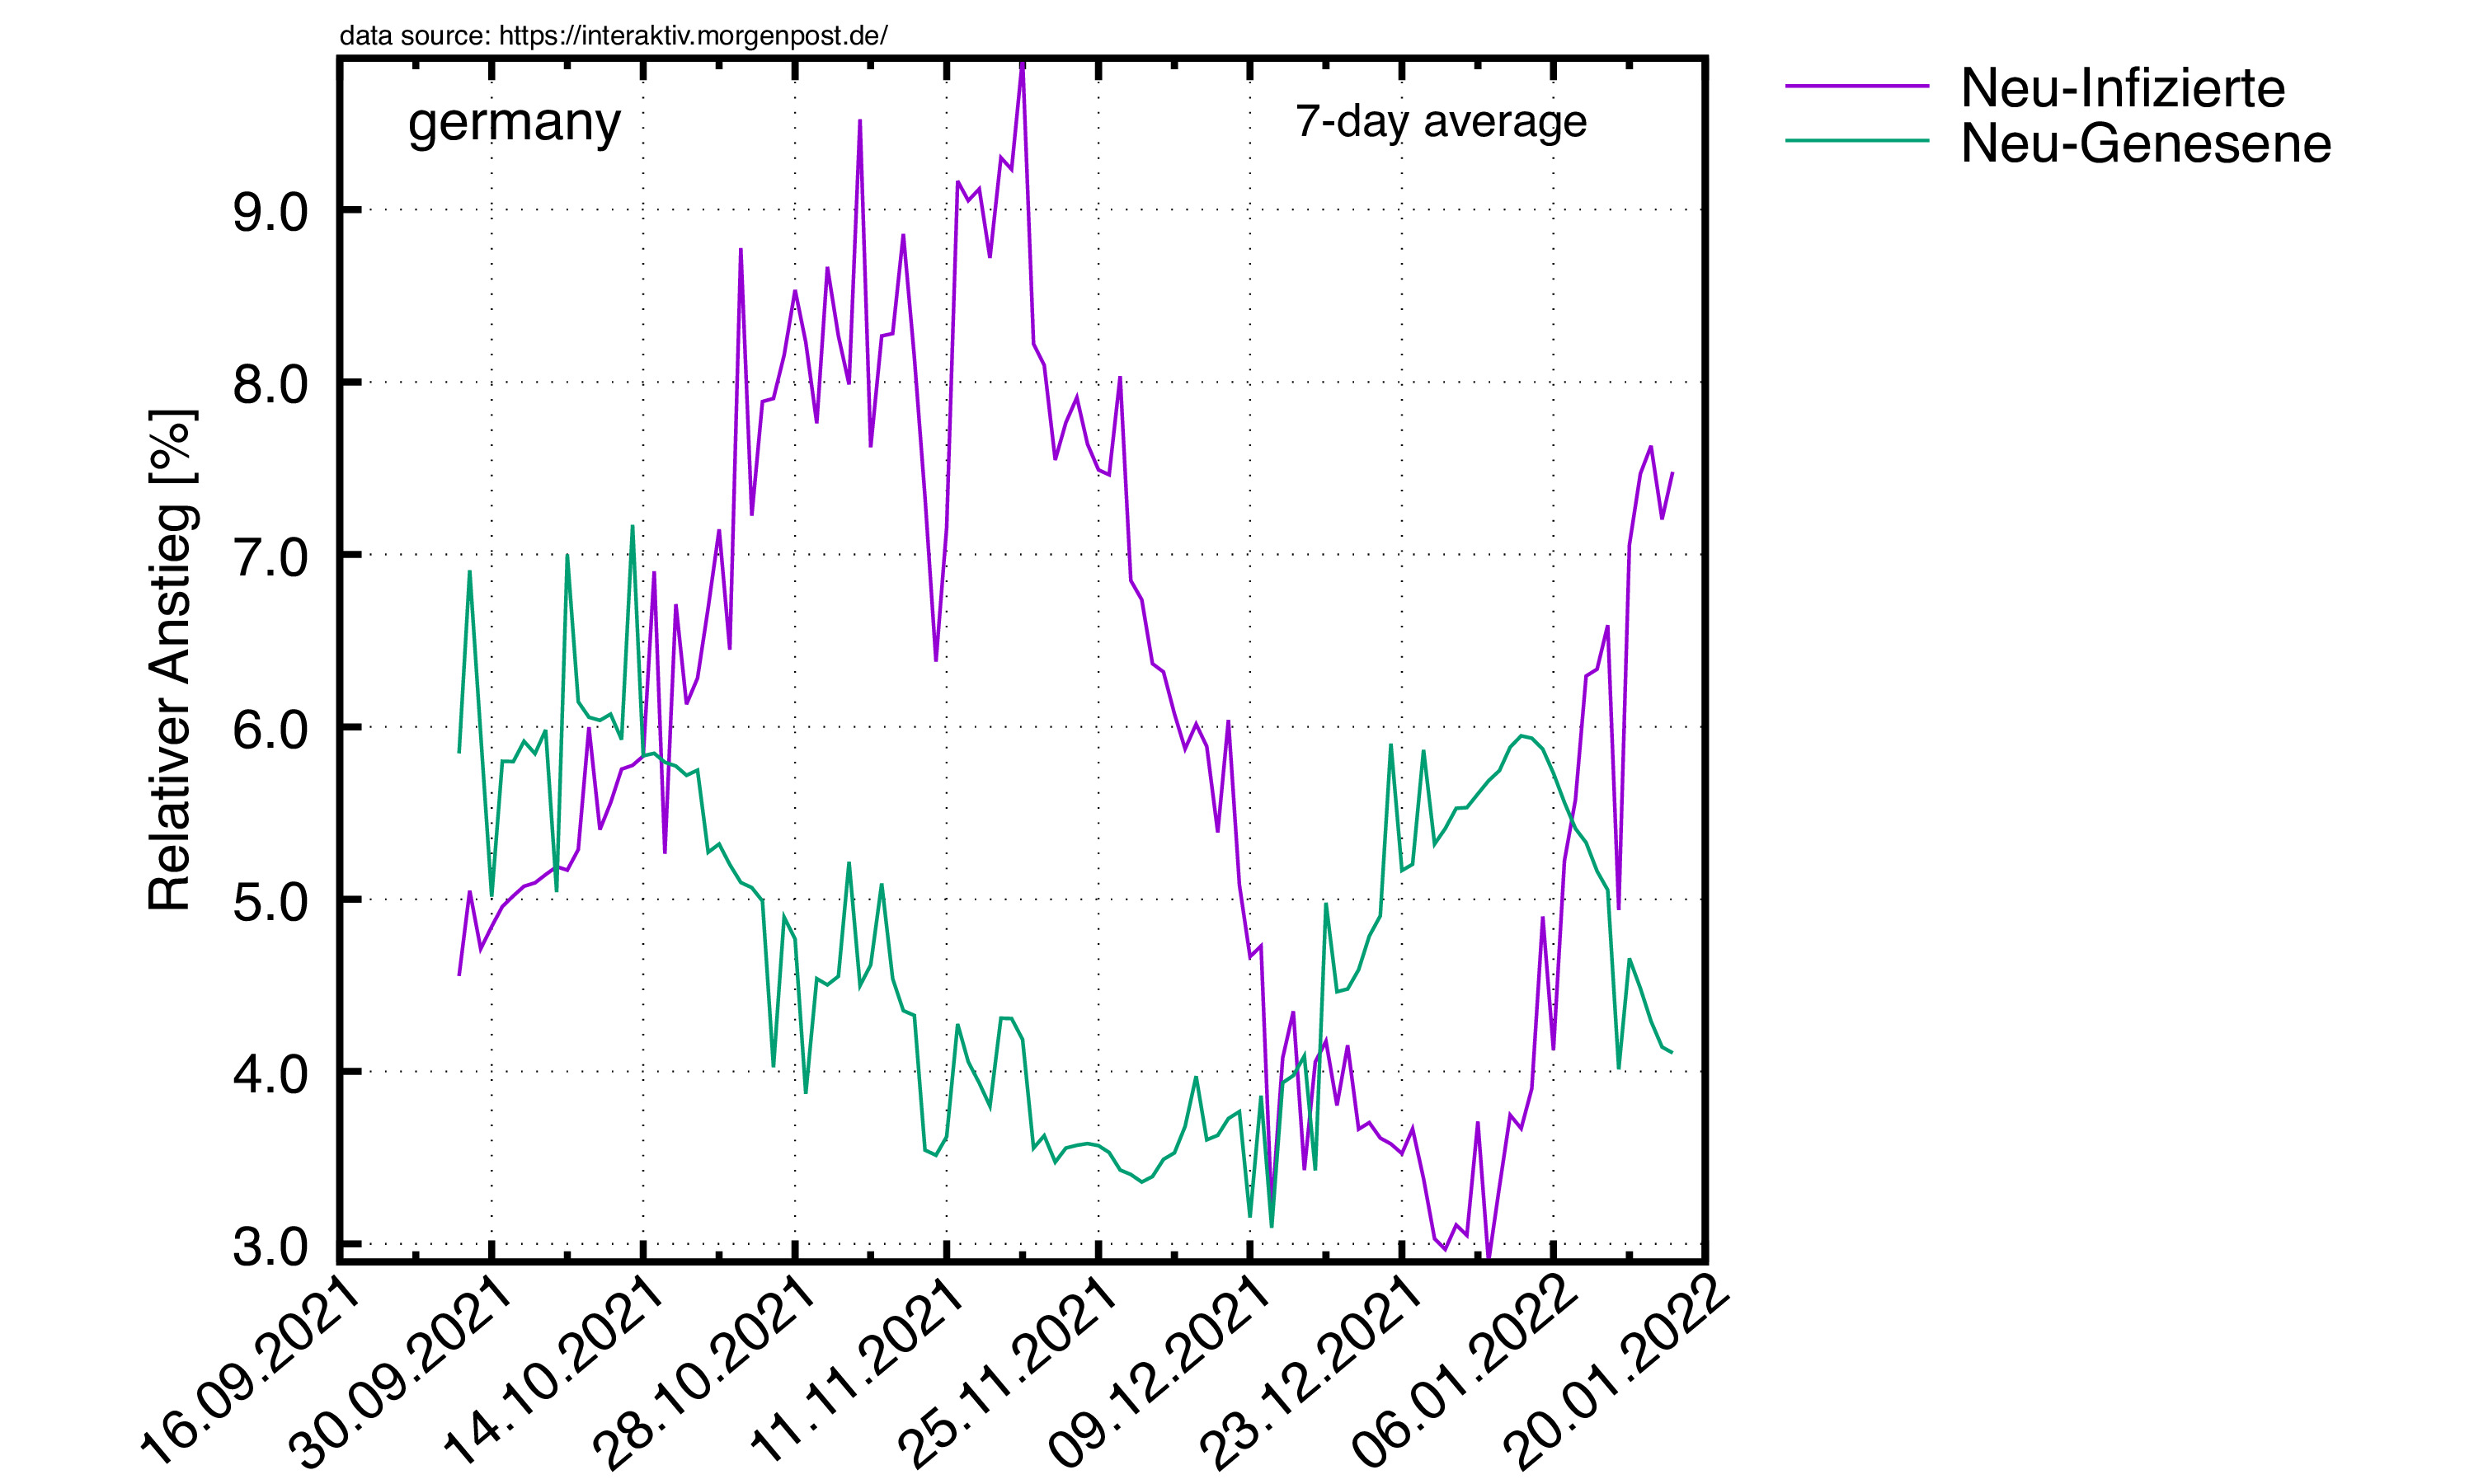 data source: https://interaktiv.morgenpost.de/
germany
7-day average
Neu-Infizierte
Neu-Genesene
Relativer Anstieg [%]
9.0
8.0
7.0
6.0
5.0
4.0
3.0
16.09.2021
30.09.2021
14.10.2021
28.10.2021
11.11.2021
25.11.2021
09.12.2021
23.12.2021
06.01.2022
20.01.2022